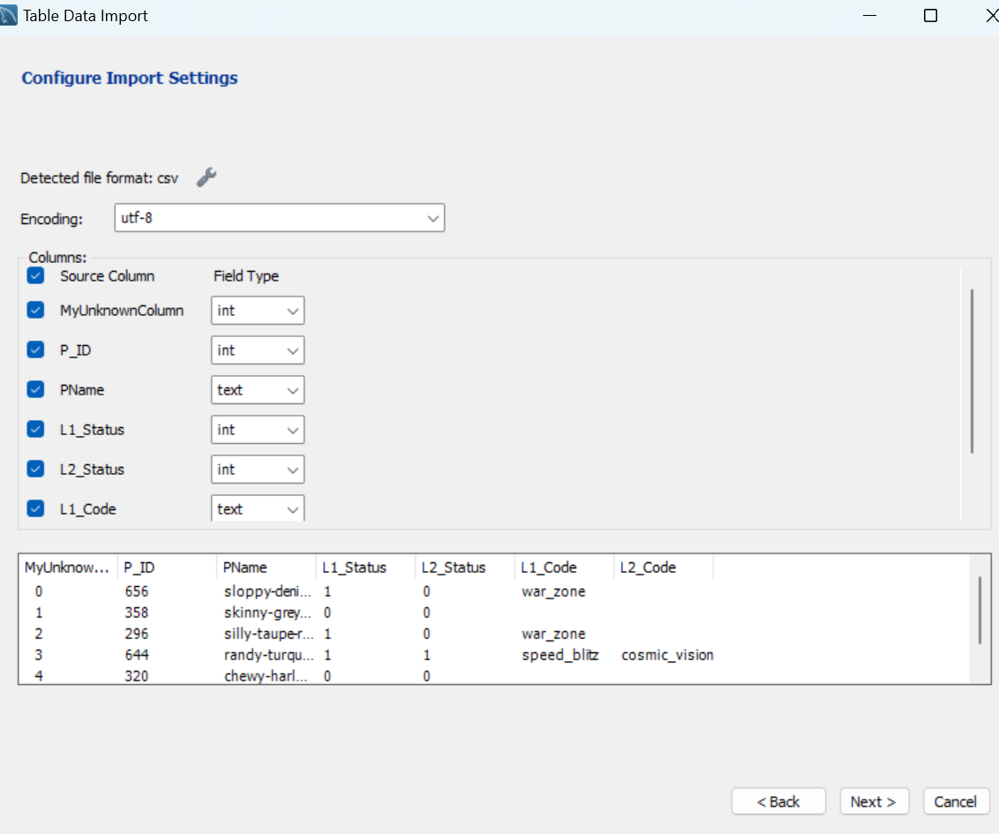 Table Data Import
Configure Import Settings
Detected file format: csv
Encoding: utf-8
Columns:
Source Column Field Type
MyUnknownColumn int
P_ID int
PName text
L1_Status int
L2_Status int
L1_Code text
MyUnknow... P_ID PName L1_Status L2_Status L1_Code L2_Code
0 656 sloppy-deni... 1 0 war_zone
1 358 skinny-grey... 0 0
2 296 silly-taupe-r... 1 0 war_zone
3 644 randy-turqu... 1 1 speed_blitz cosmic_vision
4 320 chewy-harl... 0 0
< Back Next > Cancel